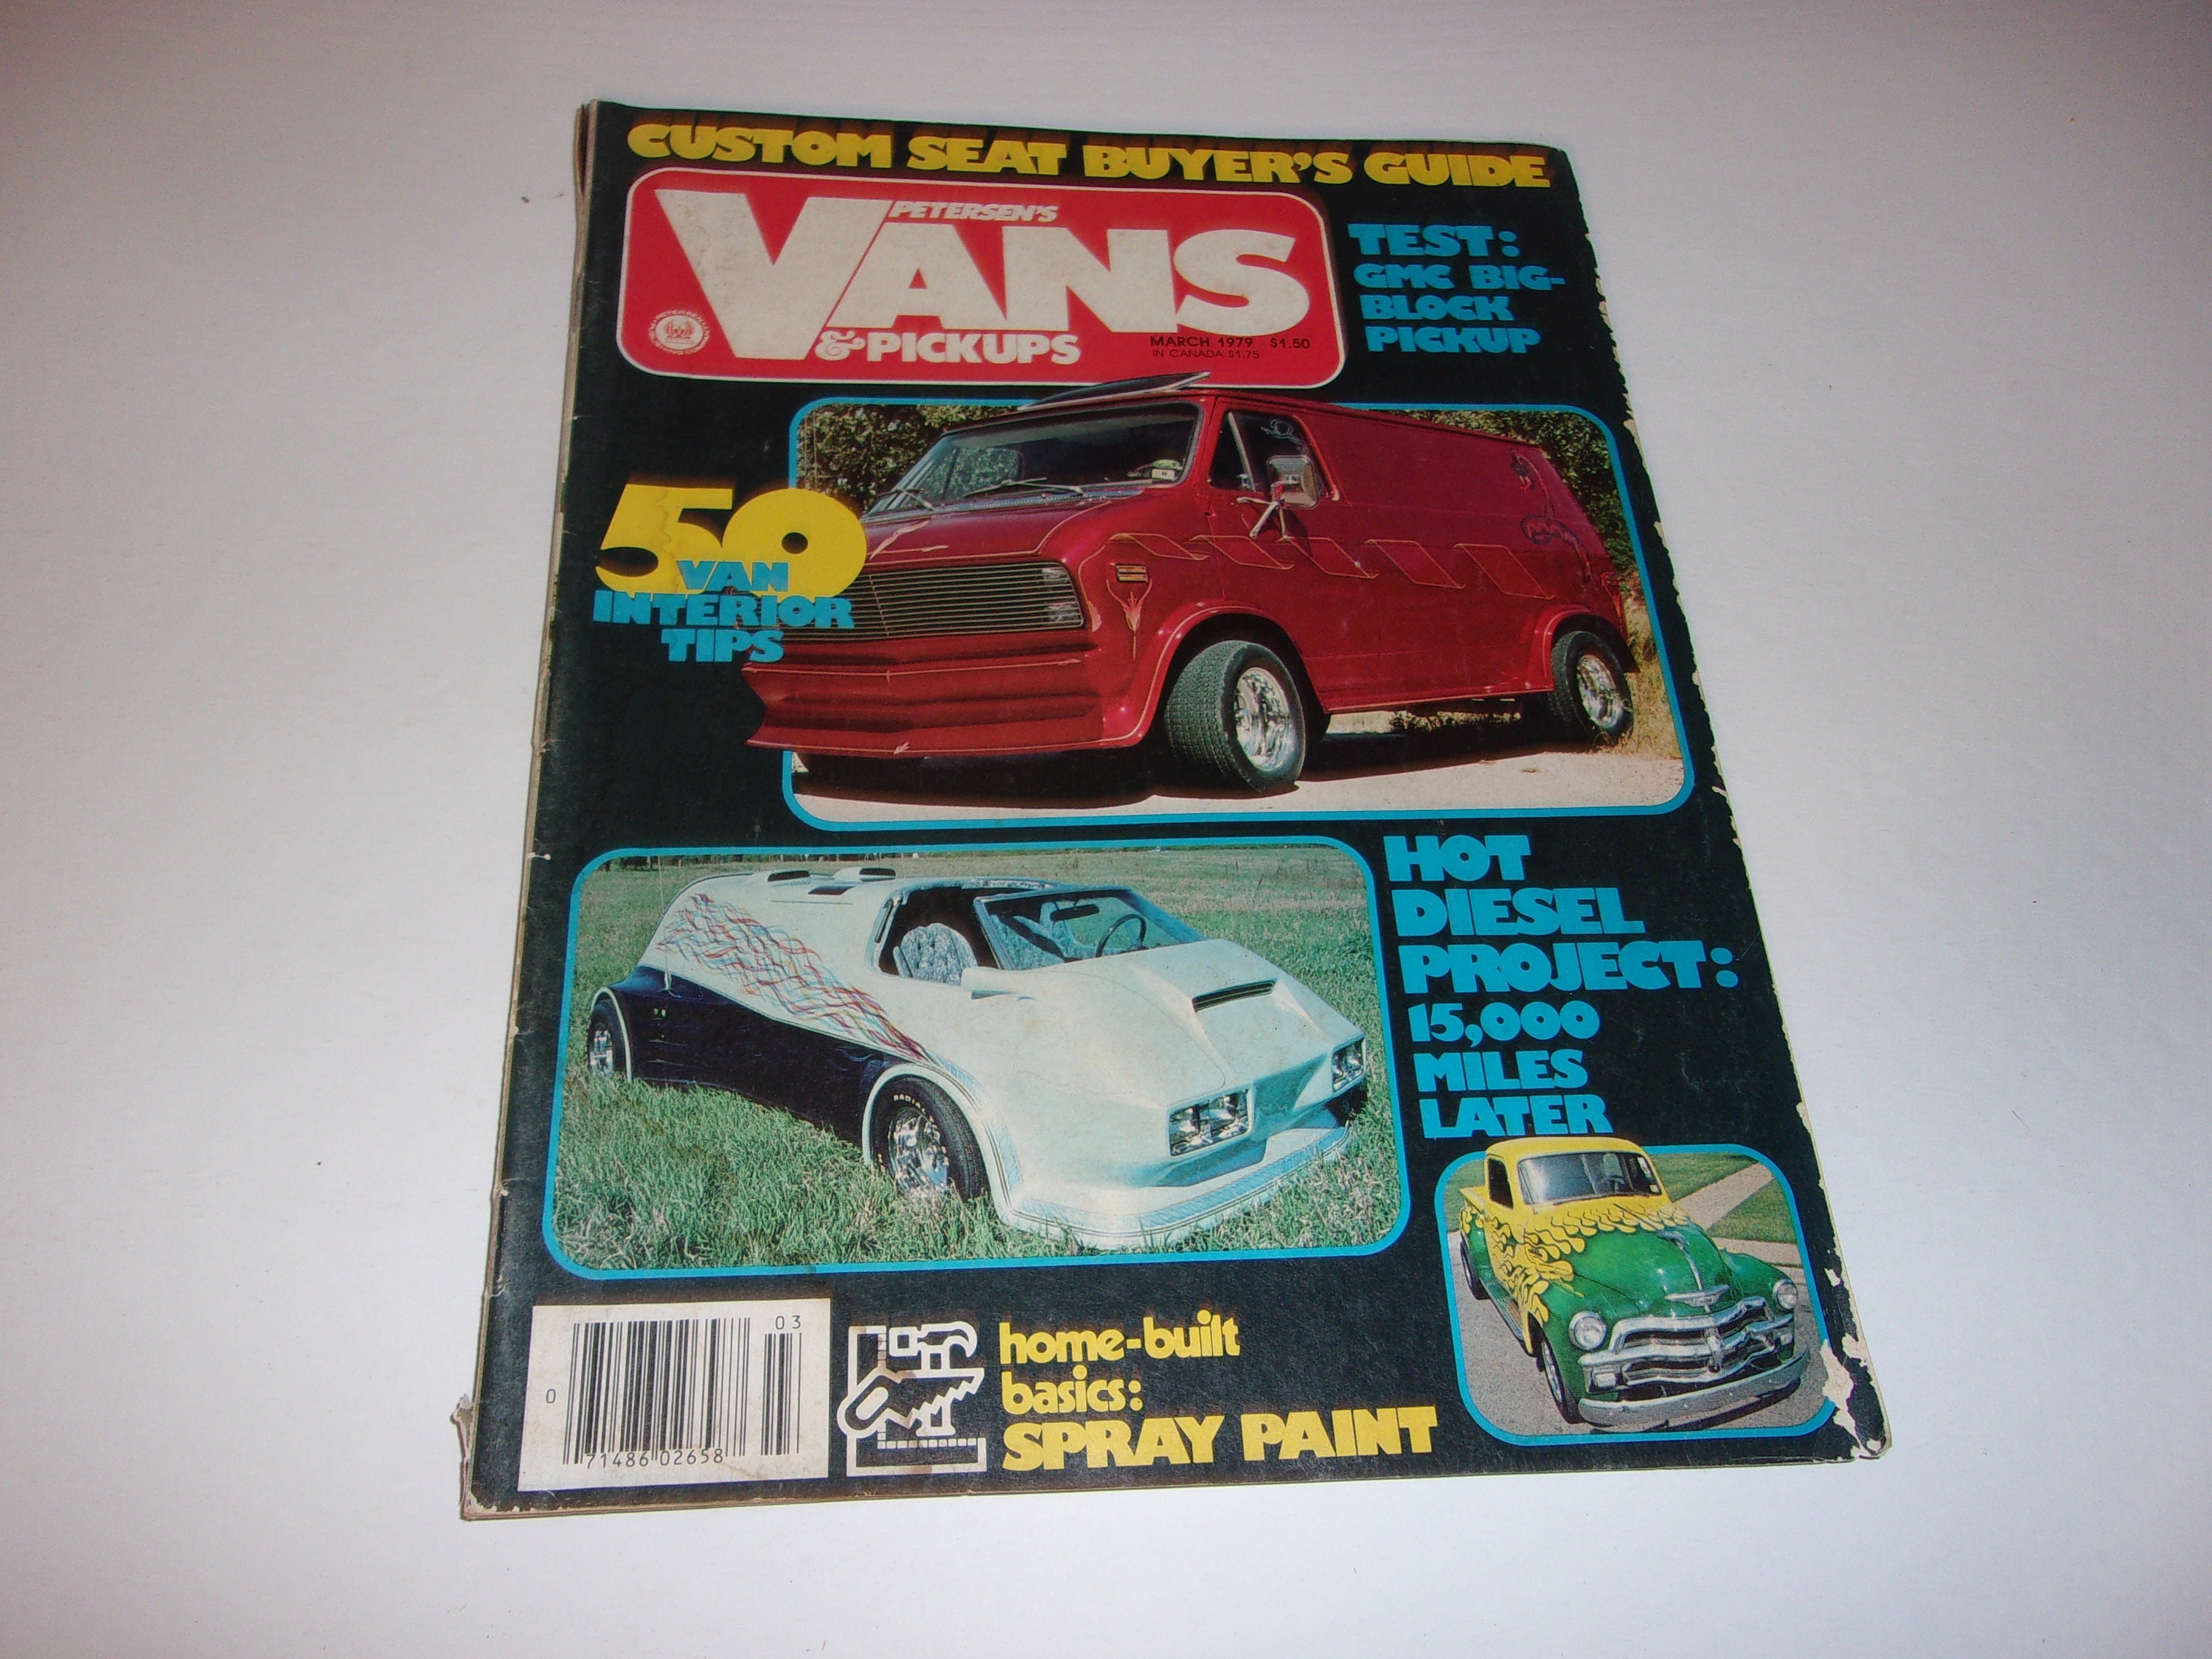 CUSTOM SEAT BUYER'S GUIDE
PETERSEN'S
VANS
& PICKUPS
MARCH 1979 $1.50
IN CANADA $1.75
TEST:
GMC BIG-
BLOCK
PICKUP
50
VAN
INTERIOR
TIPS
HOT
DIESEL
PROJECT:
15,000
MILES
LATER
RADIAL
home-built
basics:
SPRAY PAINT
03
0 71486 02658